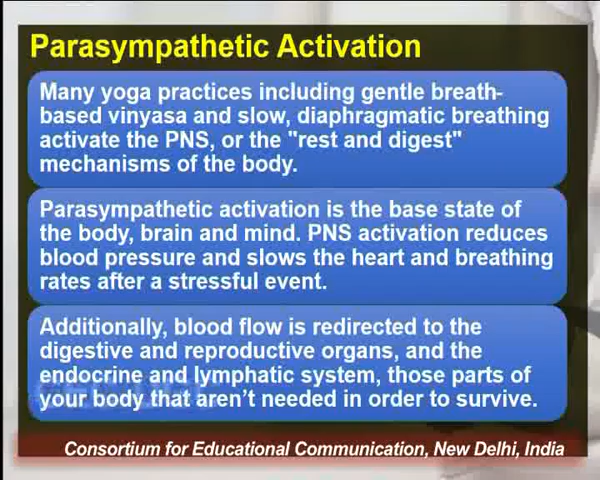 Parasympathetic Activation
Many yoga practices including gentle breath-
based vinyasa and slow, diaphragmatic breathing
activate the PNS, or the "rest and digest"
mechanisms of the body.
Parasympathetic activation is the base state of
the body, brain and mind. PNS activation reduces
blood pressure and slows the heart and breathing
rates after a stressful event.
Additionally, blood flow is redirected to the
digestive and reproductive organs, and the
endocrine and lymphatic system, those parts of
your body that aren't needed in order to survive.
Consortium for Educational Communication, New Delhi, India